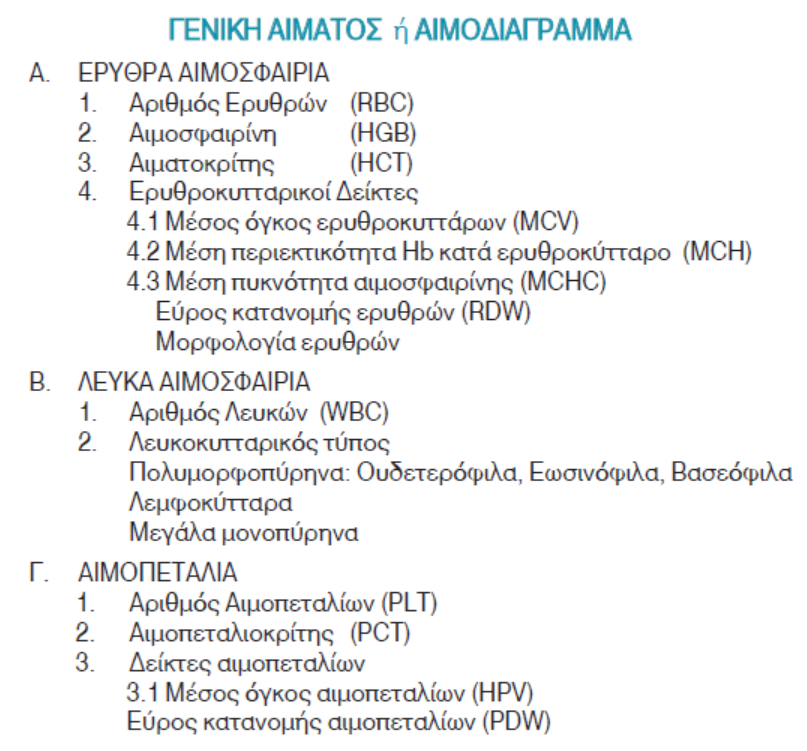 ΓΕΝΙΚΗ ΑΙΜΑΤΟΣ ή ΑΙΜΟΔΙΑΓΡΑΜΜΑ
Α. ΕΡΥΘΡΑ ΑΙΜΟΣΦΑΙΡΙΑ
1. Αριθμός Ερυθρών (RBC)
2. Αιμοσφαιρίνη (HGB)
3. Αιματοκρίτης (HCT)
4. Ερυθροκυτταρικοί Δείκτες
4.1 Μέσος όγκος ερυθροκυττάρων (MCV)
4.2 Μέση περιεκτικότητα Hb κατά ερυθροκύτταρο (MCH)
4.3 Μέση πυκνότητα αιμοσφαιρίνης (MCHC)
Εύρος κατανομής ερυθρών (RDW)
Μορφολογία ερυθρών
Β. ΛΕΥΚΑ ΑΙΜΟΣΦΑΙΡΙΑ
1. Αριθμός Λευκών (WBC)
2. Λευκοκυτταρικός τύπος
Πολυμορφοπύρηνα: Ουδετερόφιλα, Εωσινόφιλα, Βασεόφιλα
Λεμφοκύτταρα
Μεγάλα μονοπύρηνα
Γ. ΑΙΜΟΠΕΤΑΛΙΑ
1. Αριθμός Αιμοπεταλίων (PLT)
2. Αιμοπεταλιοκρίτης (PCT)
3. Δείκτες αιμοπεταλίων
3.1 Μέσος όγκος αιμοπεταλίων (HPV)
Εύρος κατανομής αιμοπεταλίων (PDW)